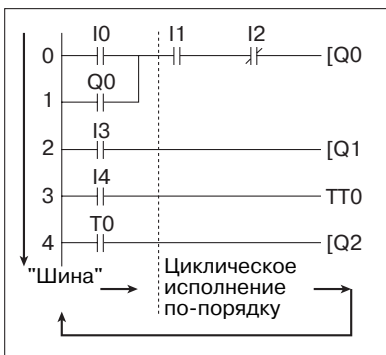 I0 I1 I2
0 [Q0
Q0
1
I3
2 [Q1
I4
3 TT0
T0
4 [Q2
"Шина"
Циклическое
исполнение
по-порядку